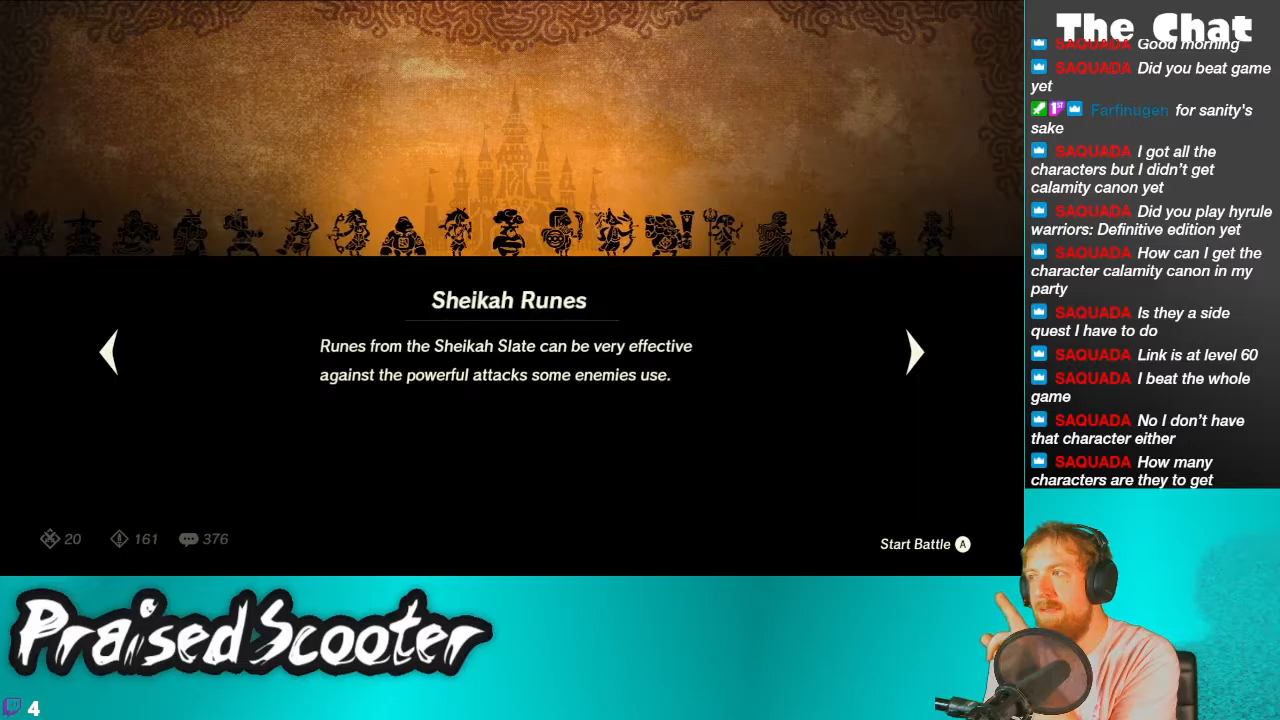 The Chat
SAQUADA Good morning
SAQUADA Did you beat game
yet
1ST Farfinugen for sanity's
sake
SAQUADA I got all the
characters but I didn't get
calamity canon yet
SAQUADA Did you play hyrule
warriors: Definitive edition yet
SAQUADA How can I get the
character calamity canon in my
party
SAQUADA Is they a side
quest I have to do
SAQUADA Link is at level 60
SAQUADA I beat the whole
game
SAQUADA No I don't have
that character either
SAQUADA How many
characters are they to get
Sheikah Runes
Runes from the Sheikah Slate can be very effective
against the powerful attacks some enemies use.
20 161 376
Start Battle A
PraisedScooter
4